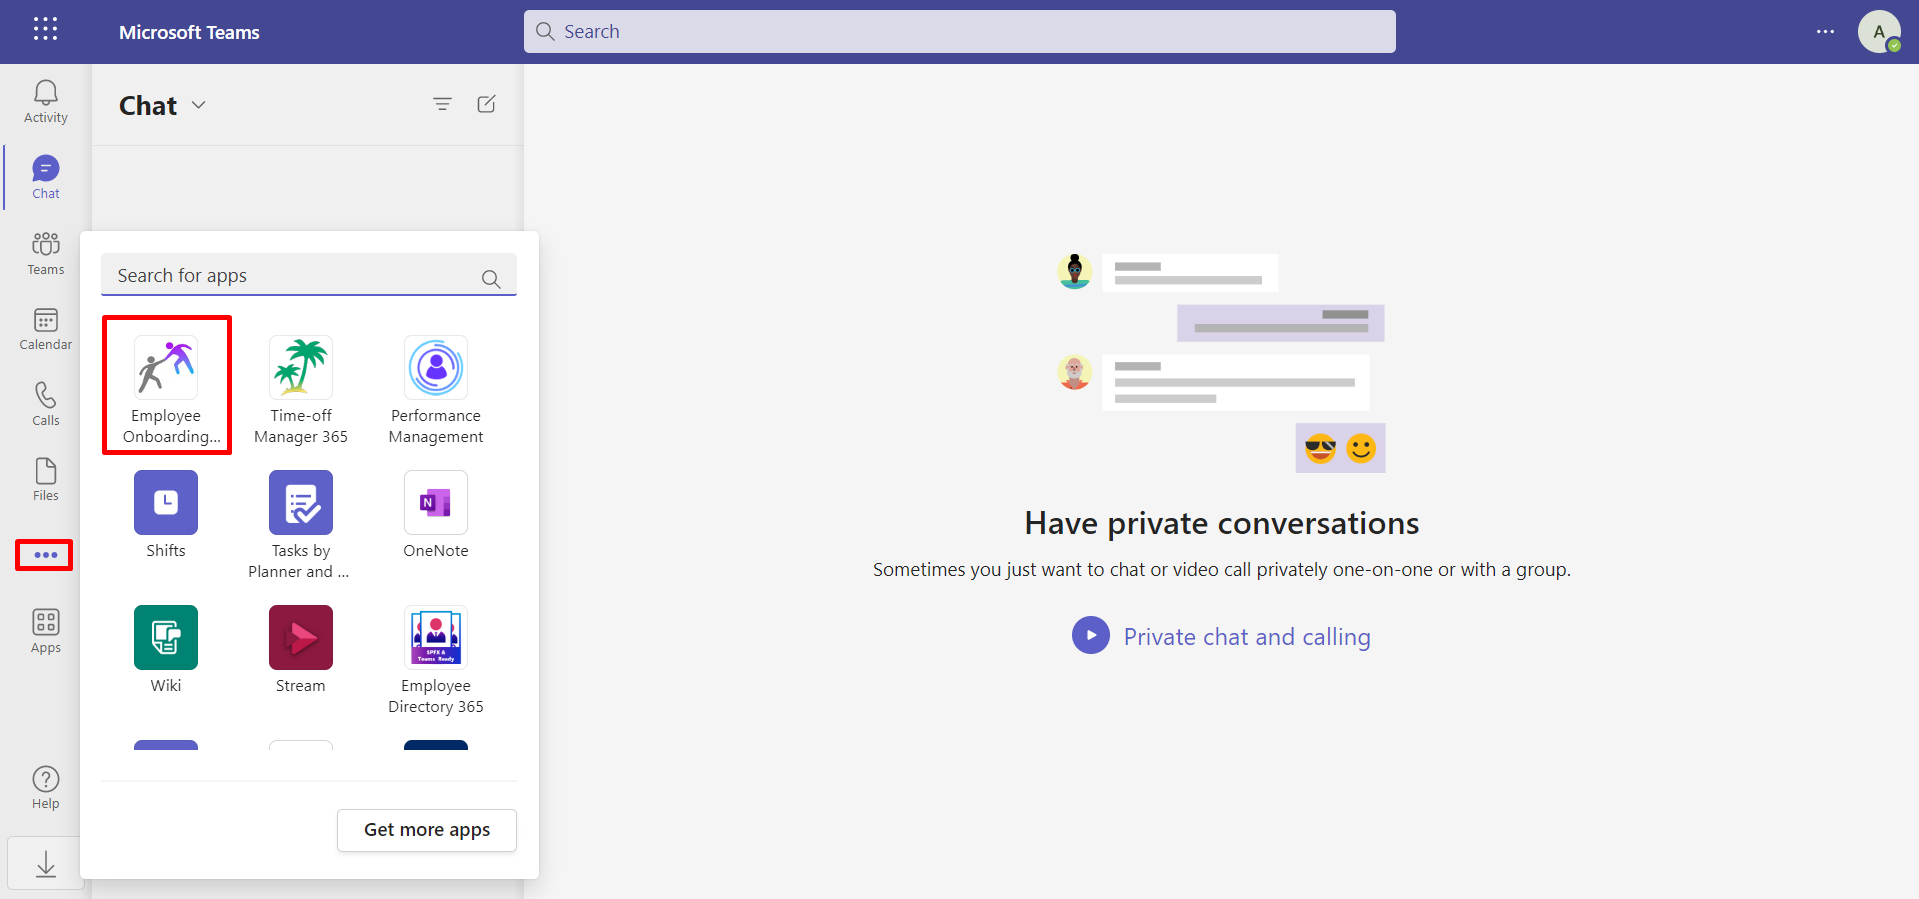 Microsoft Teams
Search
A
Activity
Chat
Teams
Calendar
Calls
Files
Apps
Help
Chat
Search for apps
Employee
Onboarding...
Time-off
Manager 365
Performance
Management
Shifts
Tasks by
Planner and ...
N
OneNote
Wiki
Stream
SPFX &
Teams Ready
Employee
Directory 365
Get more apps
Have private conversations
Sometimes you just want to chat or video call privately one-on-one or with a group.
Private chat and calling